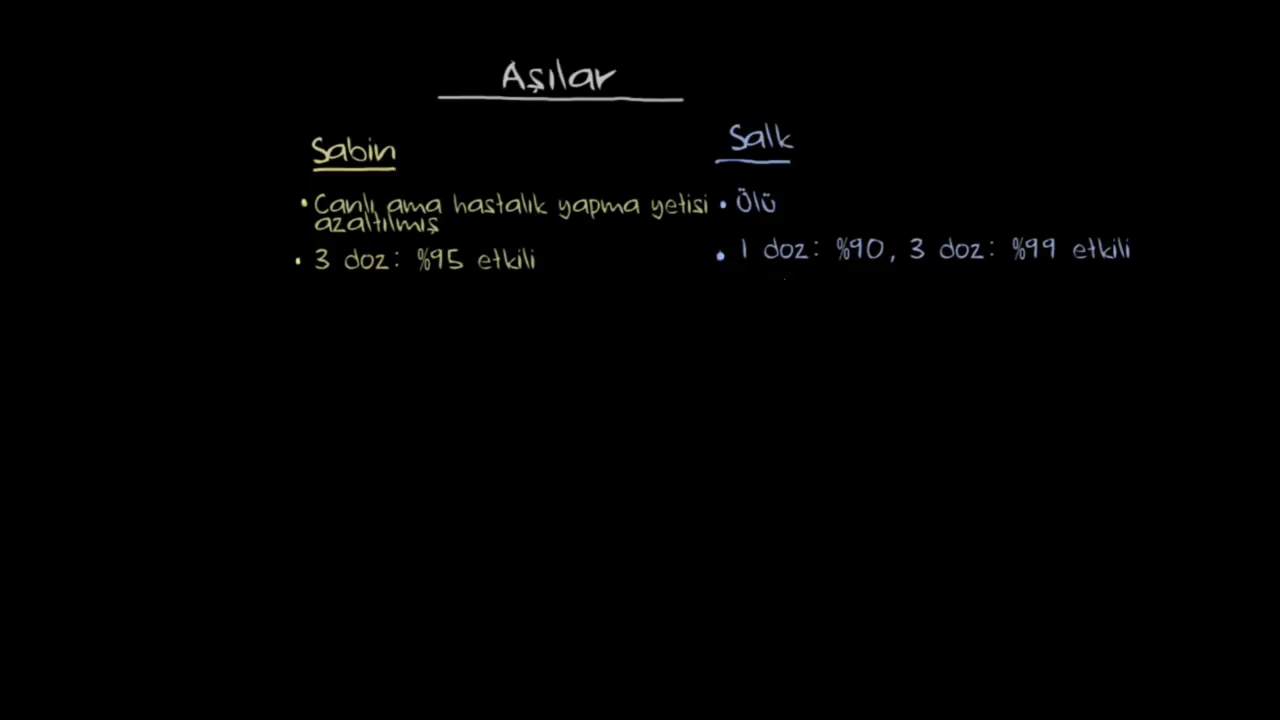 Aşılar
Sabin
• Canlı ama hastalık yapma yetisi
azaltılmış
• 3 doz: %95 etkili
Salk
• Ölü
• 1 doz: %90, 3 doz: %99 etkili